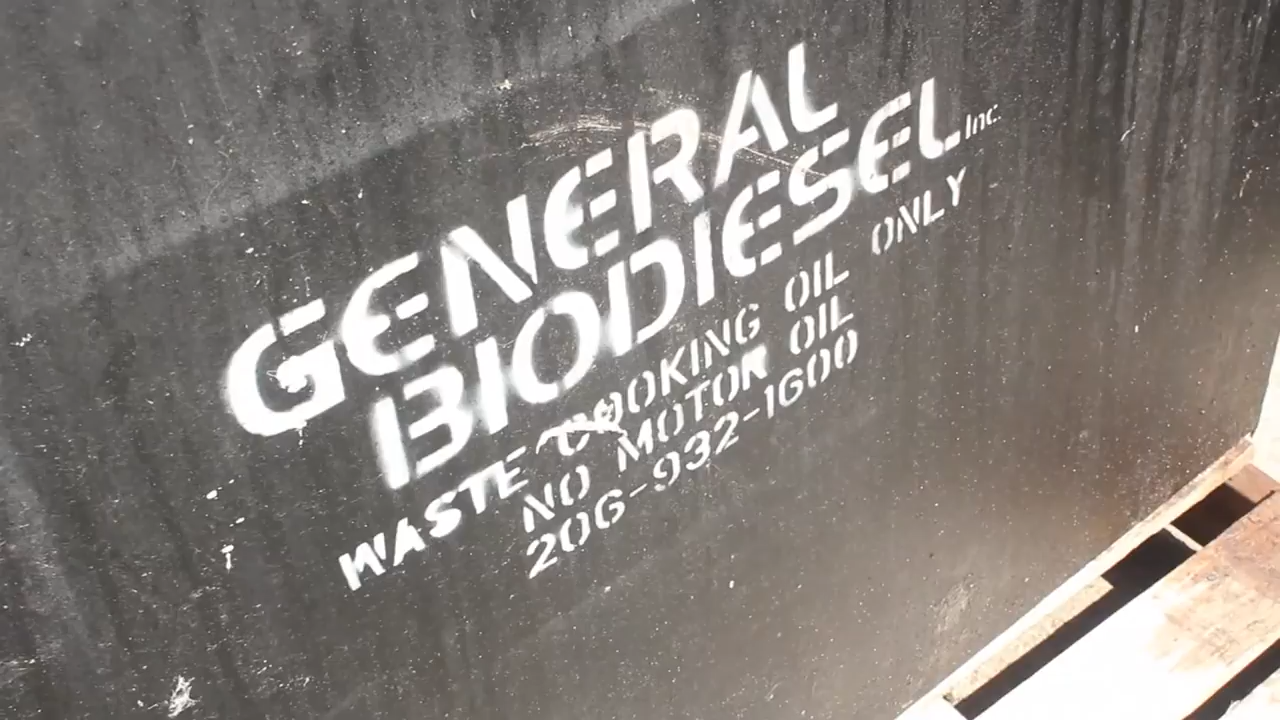 GENERAL
BIODIESEL Inc.
WASTE COOKING OIL ONLY
NO MOTOR OIL
206-932-1600